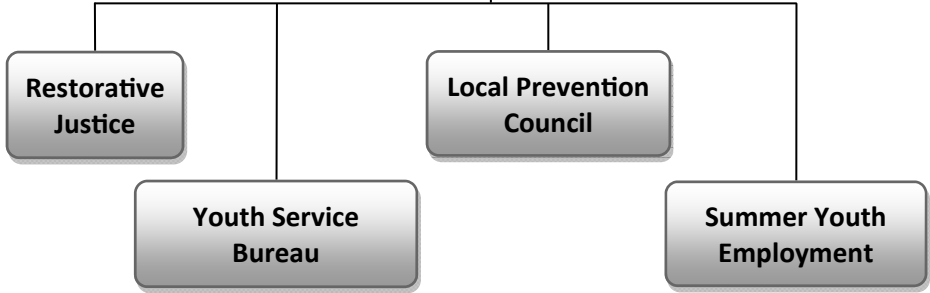 Restorative
Justice
Local Prevention
Council
Youth Service
Bureau
Summer Youth
Employment